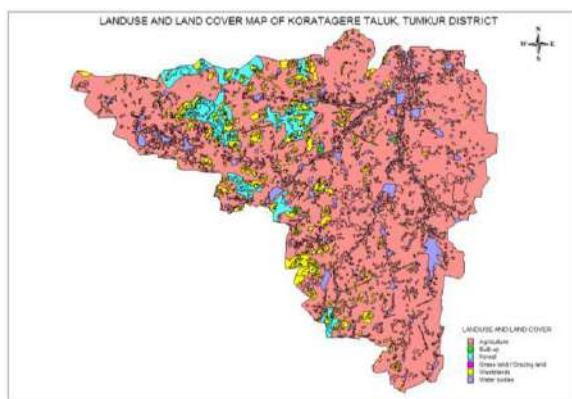 LANDUSE AND LAND COVER MAP OF KORATAGERE TALUK, TUMKUR DISTRICT
N
W E
S
LANDUSE AND LAND COVER
Agriculture
Built-up
Forest
Grass land / Grazing land
Wastelands
Water bodies